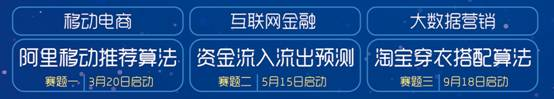 移动电商 互联网金融 大数据营销
阿里移动推荐算法 资金流入流出预测 淘宝穿衣搭配算法
赛题一 | 3月20日启动 赛题二 | 5月15日启动 赛题三 | 9月18日启动